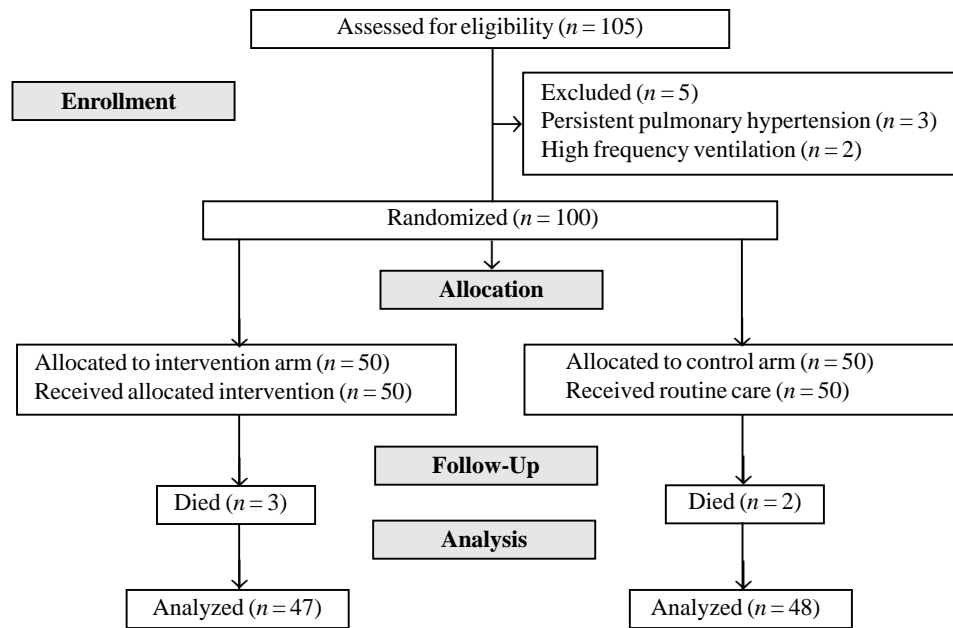 Assessed for eligibility (n = 105)
Enrollment
Excluded (n = 5)
Persistent pulmonary hypertension (n = 3)
High frequency ventilation (n = 2)
Randomized (n = 100)
Allocation
Allocated to intervention arm (n = 50)
Received allocated intervention (n = 50)
Allocated to control arm (n = 50)
Received routine care (n = 50)
Follow-Up
Died (n = 3)
Died (n = 2)
Analysis
Analyzed (n = 47)
Analyzed (n = 48)